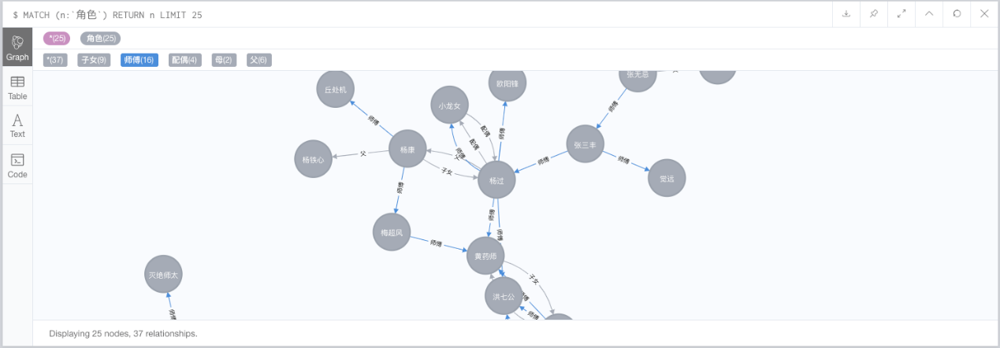 $ MATCH (n:`角色`) RETURN n LIMIT 25
*(25) 角色(25)
Graph
*(37) 子女(9) 师傅(16) 配偶(4) 母(2) 父(6)
Table
Text
Code
丘处机
小龙女
欧阳锋
张无忌
师傅
师傅
配偶
师傅
配偶
张三丰
杨康
父
杨铁心
师傅
子女
师傅
师傅
杨过
觉远
师傅
师傅
梅超风
师傅
师傅
黄药师
灭绝师太
子女
洪七公
师傅
师傅
Displaying 25 nodes, 37 relationships.